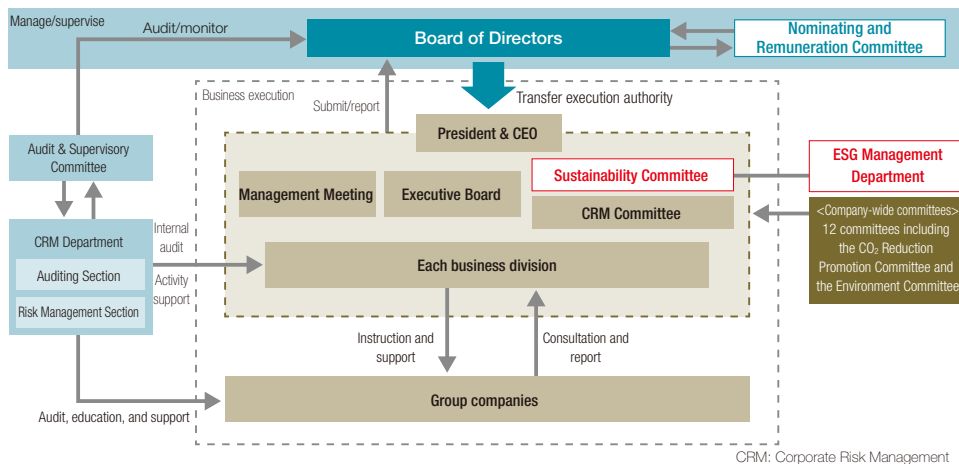 Manage/supervise
Audit/monitor
Board of Directors
Nominating and
Remuneration Committee
Business execution
Submit/report
Transfer execution authority
President & CEO
Audit & Supervisory
Committee
Sustainability Committee
ESG Management
Department
Management Meeting
Executive Board
CRM Committee
<Company-wide committees>
12 committees including
the CO₂ Reduction
Promotion Committee and
the Environment Committee
CRM Department
Auditing Section
Risk Management Section
Internal
audit
Activity
support
Each business division
Instruction and
support
Consultation and
report
Group companies
Audit, education, and support
CRM: Corporate Risk Management